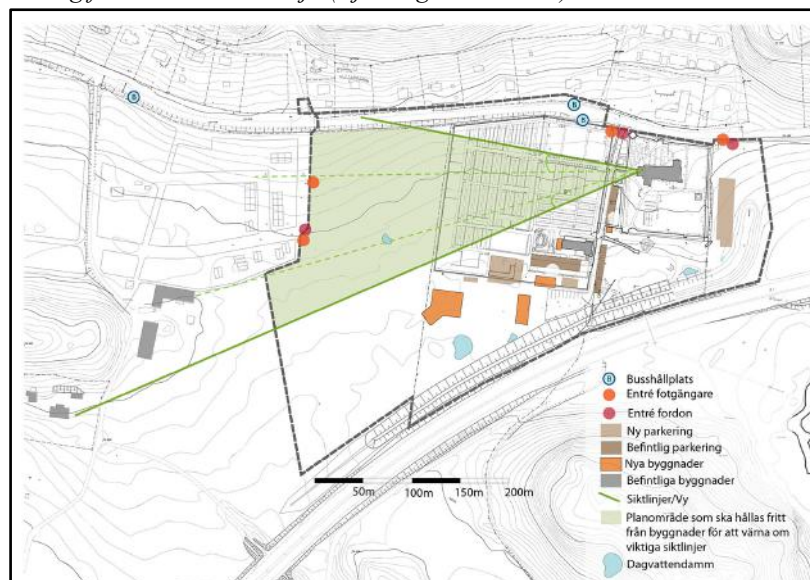 B
B
B
50m
100m
150m
200m
B Busshållplats
Entré fotgängare
Entré fordon
Ny parkering
Befintlig parkering
Nya byggnader
Befintliga byggnader
Siktlinjer/Vy
Planområde som ska hållas fritt
från byggnader för att värna om
viktiga siktlinjer
Dagvattendamm